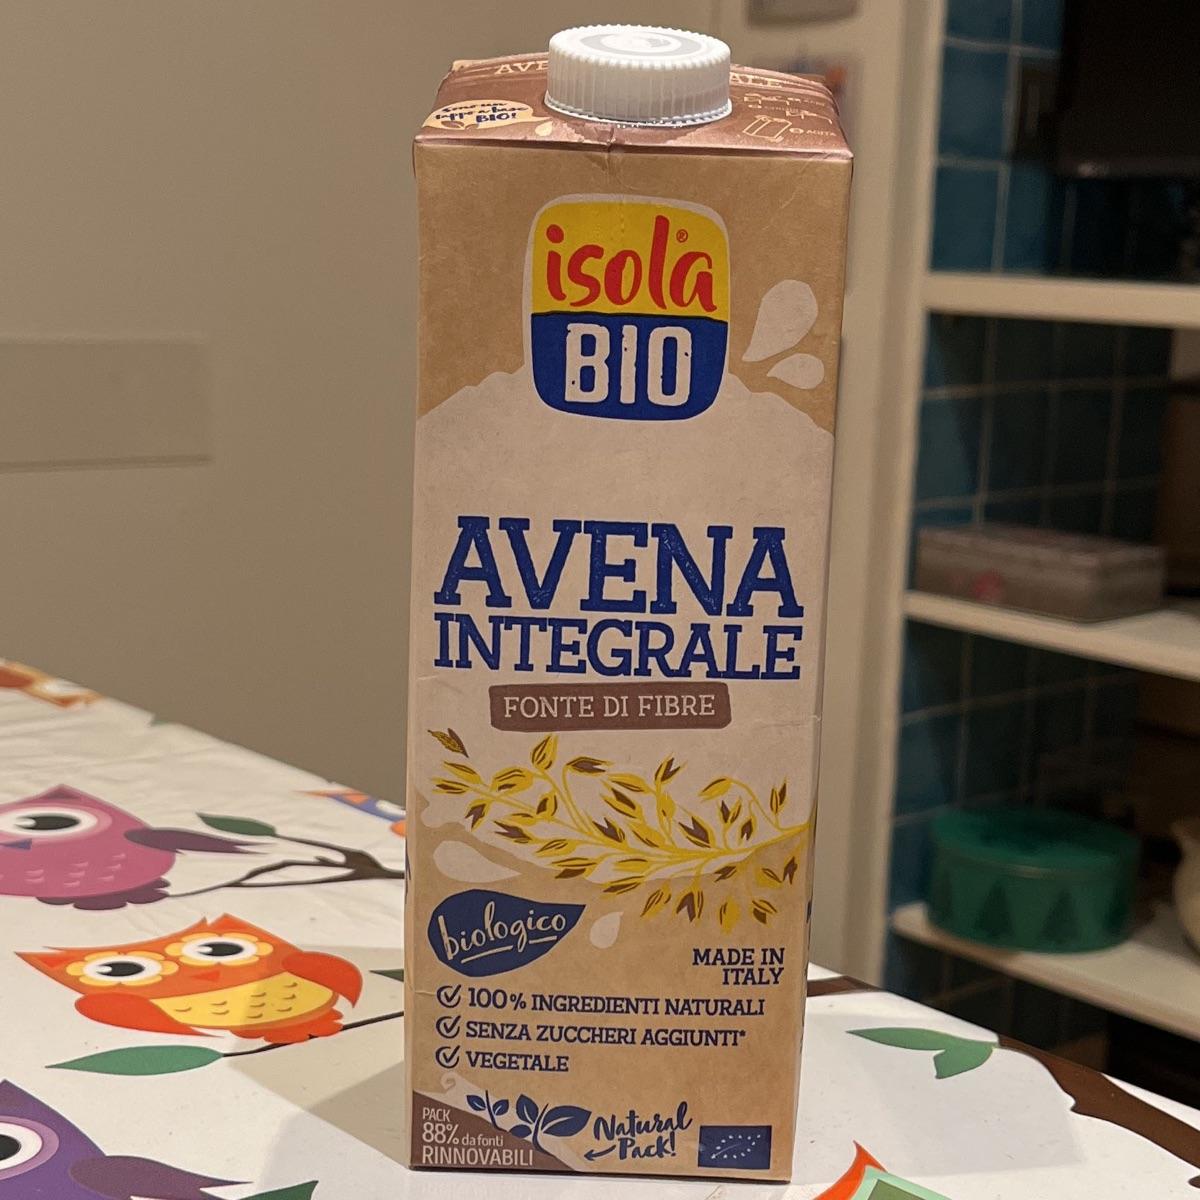 isola®
BIO
AVENA
INTEGRALE
FONTE DI FIBRE
biologico
MADE IN
ITALY
100% INGREDIENTI NATURALI
SENZA ZUCCHERI AGGIUNTI*
VEGETALE
PACK
88% da fonti
RINNOVABILI
Natural
Pack!